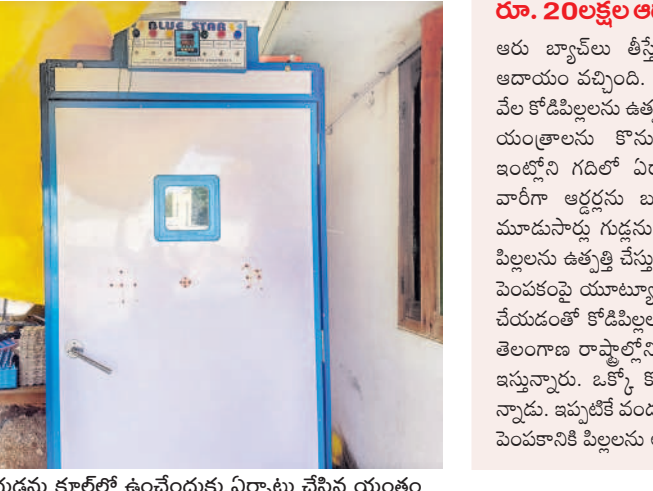 BLUE STAR
రూ. 20లక్షల
ఆరు బ్యాచ్‌లు తీస్తే
ఆదాయం వచ్చింది.
వేల కోడిపిల్లలను ఉత్ప
యంత్రాలను కొను
ఇంట్లోని గదిలో ఏర
వారీగా ఆర్డర్లను బ
మూడుసార్లు గుడ్లను
పిల్లలను ఉత్పత్తి చేస్తు
పెంపకంపై యూట్యూ
చేయడంతో కోడిపిల్లల
తెలంగాణ రాష్ట్రాల్లోని
ఇస్తున్నారు. ఒక్కో కొ
న్నాడు. ఇప్పటికే వంద
పెంపకానికి పిల్లలను
కూల్‌లో ఉంచేందుకు ఏర్పాటు చేసిన యంత్రం